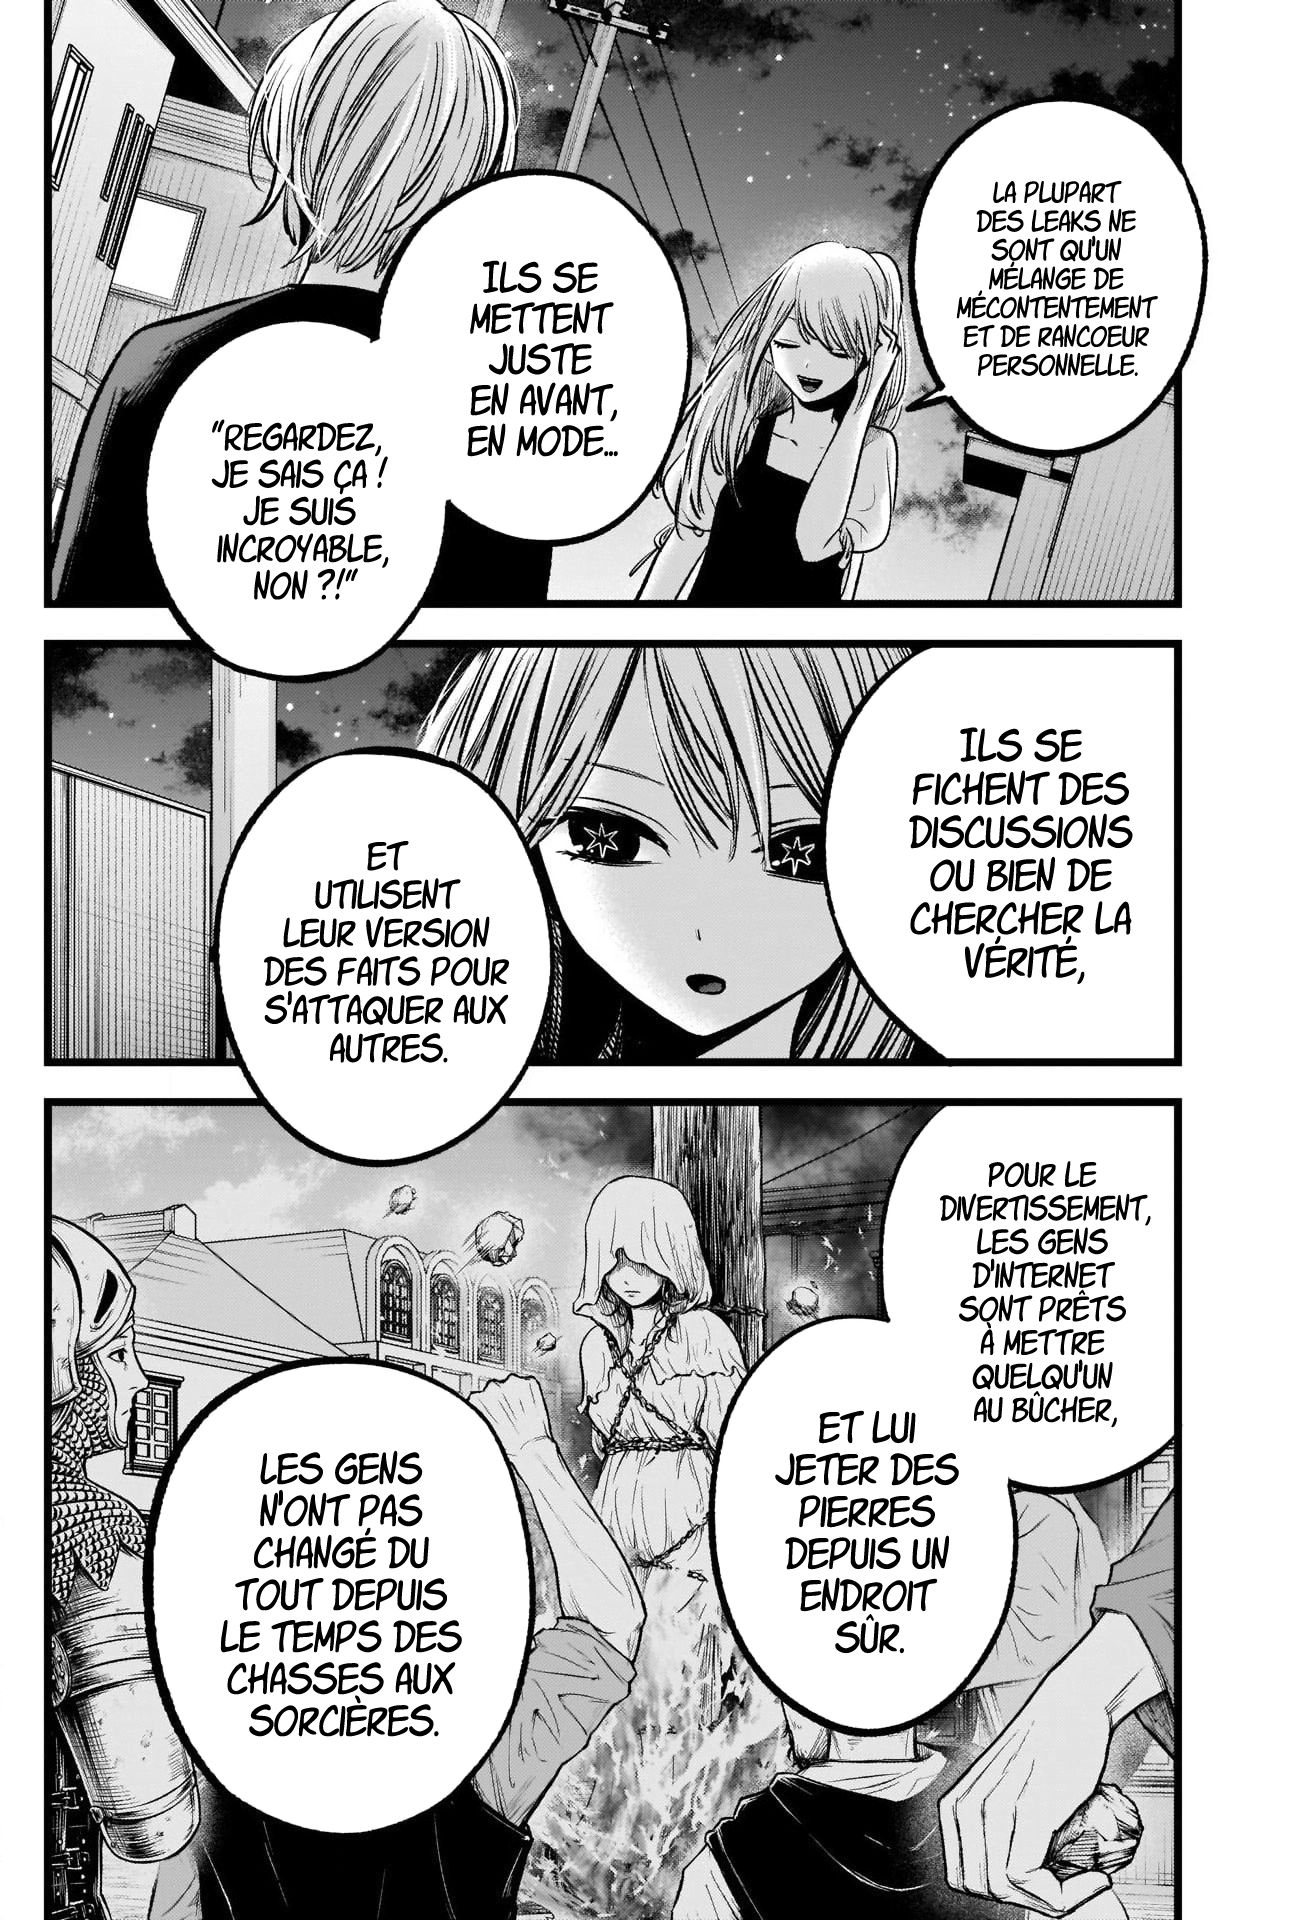 LA PLUPART
DES LEAKS NE
SONT QU'UN
MÉLANGE DE
MÉCONTENTEMENT
ET DE RANCOEUR
PERSONNELLE.
ILS SE
METTENT
JUSTE
EN AVANT,
EN MODE...
"REGARDEZ,
JE SAIS ÇA !
JE SUIS
INCROYABLE,
NON ?!"
ILS SE
FICHENT DES
DISCUSSIONS
OU BIEN DE
CHERCHER LA
VÉRITÉ,
ET
UTILISENT
LEUR VERSION
DES FAITS POUR
S'ATTAQUER AUX
AUTRES.
POUR LE
DIVERTISSEMENT,
LES GENS
D'INTERNET
SONT PRÊTS
À METTRE
QUELQU'UN
AU BÛCHER,
ET LUI
JETER DES
PIERRES
DEPUIS UN
ENDROIT
SÛR.
LES GENS
N'ONT PAS
CHANGÉ DU
TOUT DEPUIS
LE TEMPS DES
CHASSES AUX
SORCIÈRES.